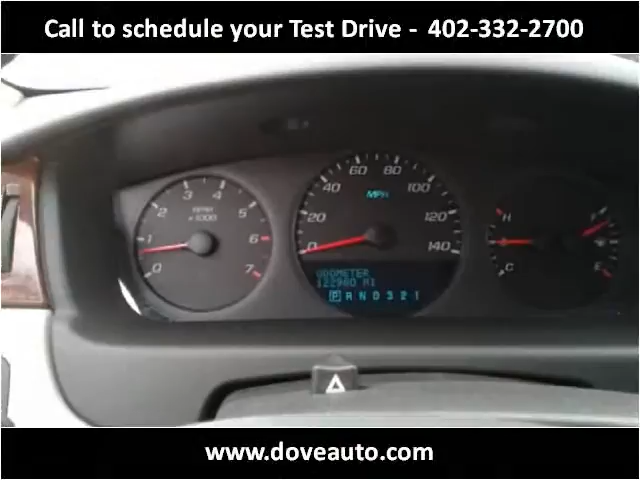 Call to schedule your Test Drive - 402-332-2700
0 1 2 3 4 5 6 7
RPM
x1000
0 20 40 60 80 100 120 140
MPH
ODOMETER
122980 MI
P R N D 3 2 1
H
C
F
E
www.doveauto.com